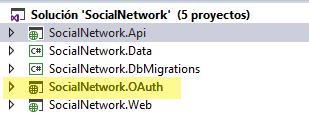 Solución 'SocialNetwork' (5 proyectos)
SocialNetwork.Api
C# SocialNetwork.Data
C# SocialNetwork.DbMigrations
SocialNetwork.OAuth
SocialNetwork.Web